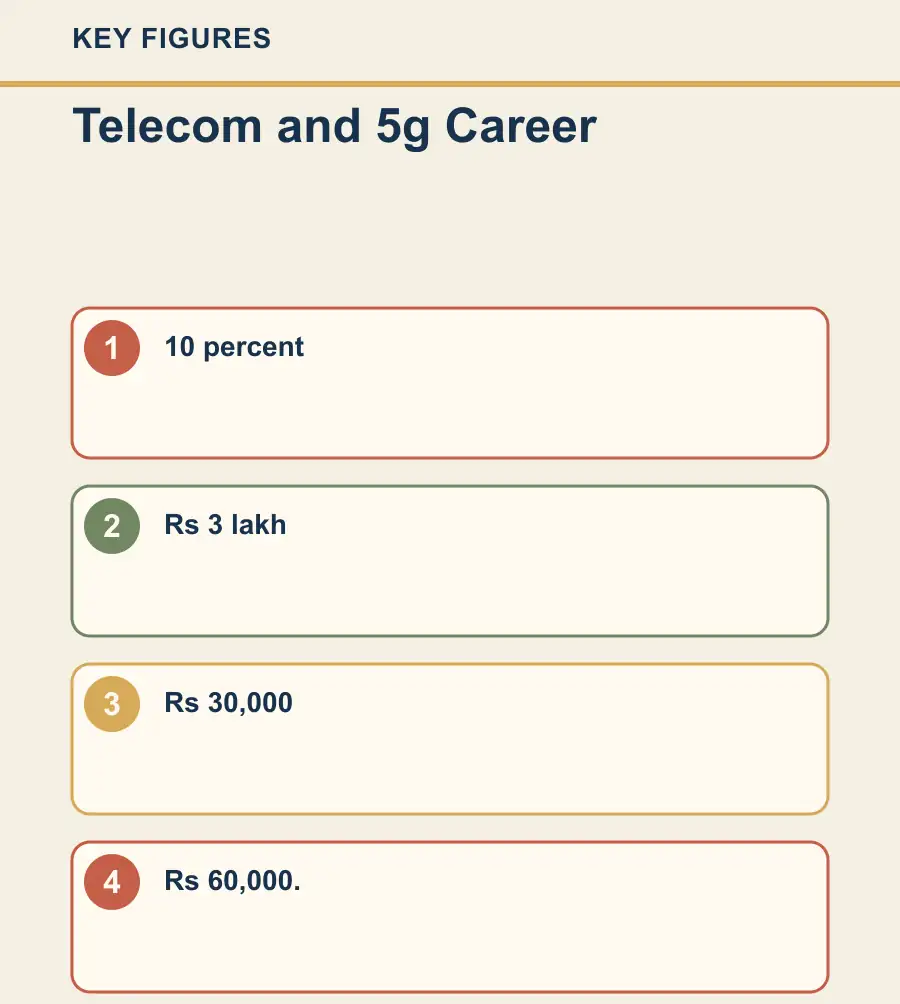 KEY FIGURES
Telecom and 5g Career
1 10 percent
2 Rs 3 lakh
3 Rs 30,000
4 Rs 60,000.